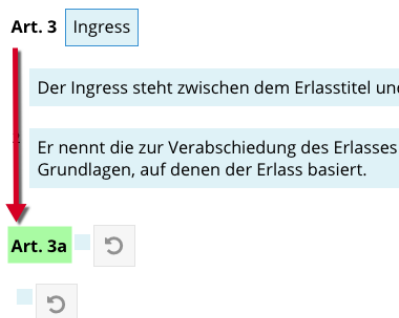 Art. 3 Ingress
Der Ingress steht zwischen dem Erlasstitel
Er nennt die zur Verabschiedung des Erlasses
Grundlagen, auf denen der Erlass basiert.
Art. 3a